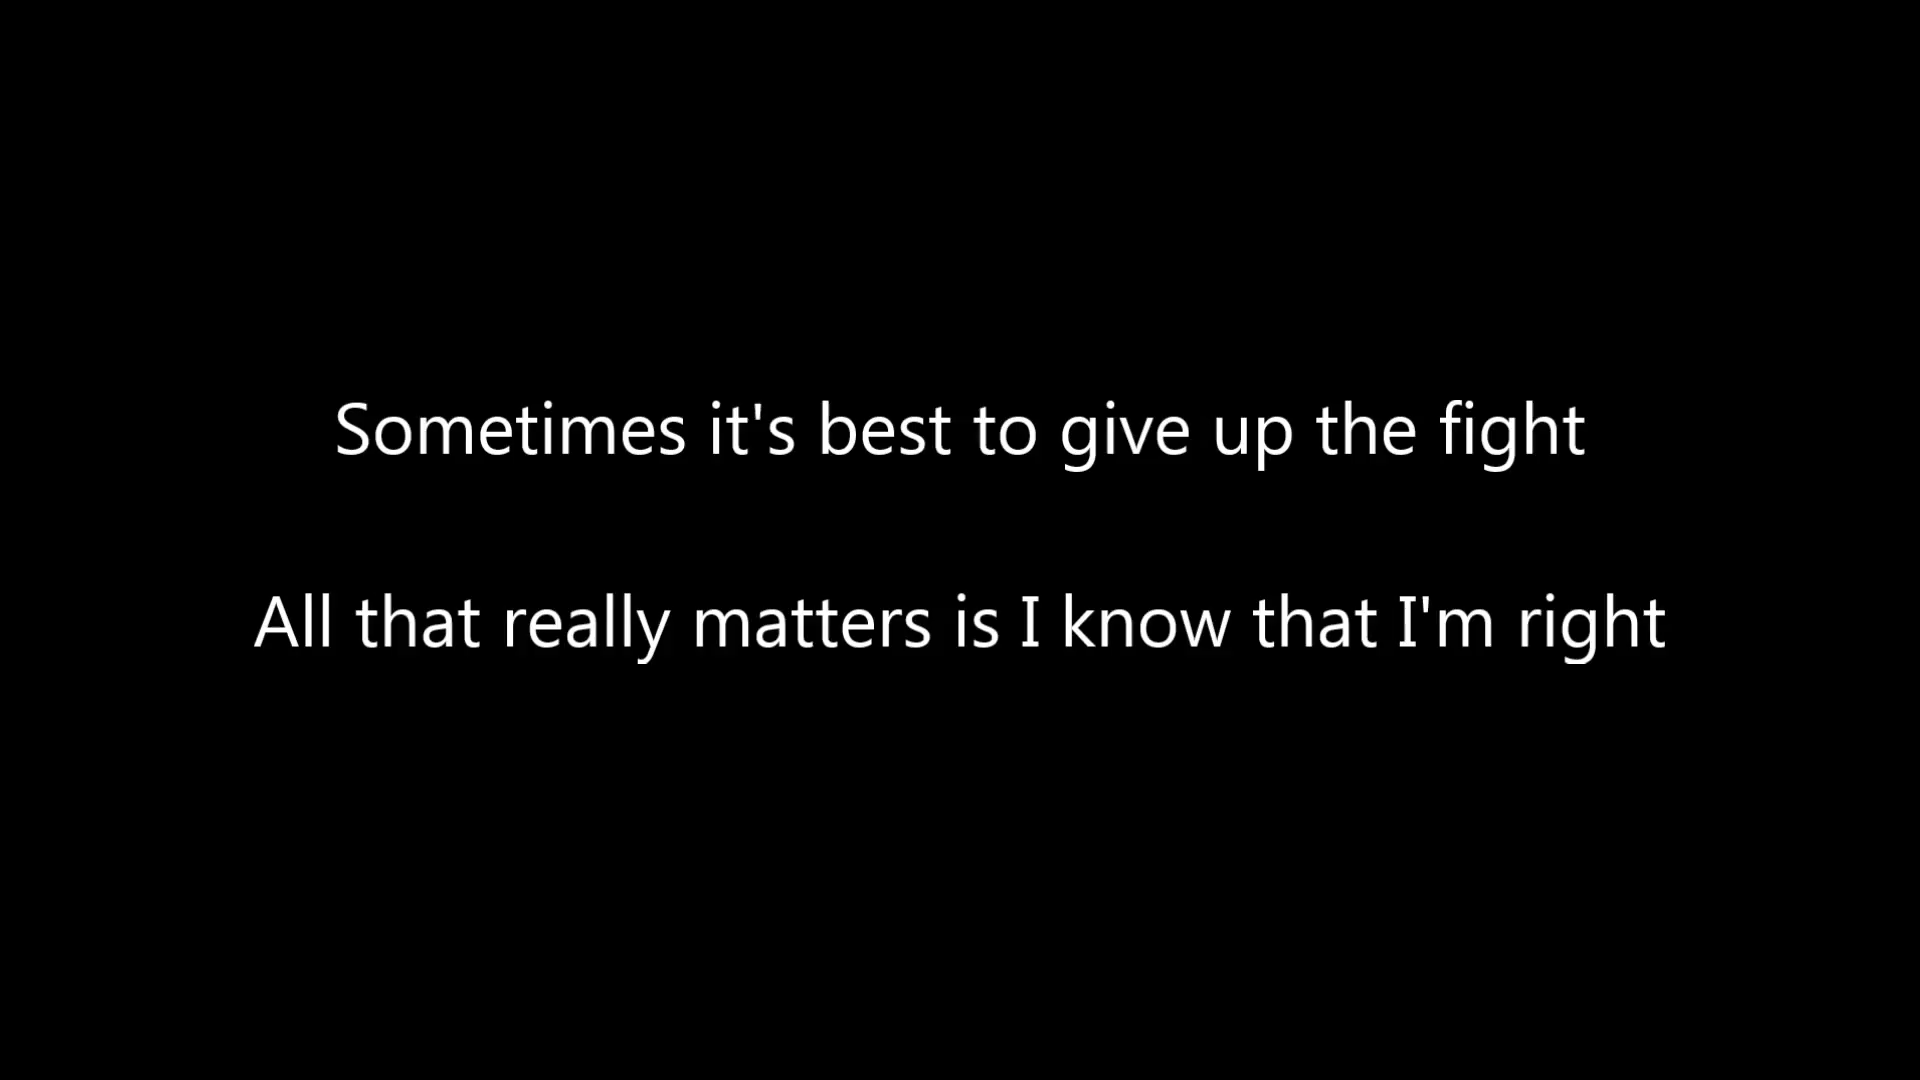 Sometimes it's best to give up the fight
All that really matters is I know that I'm right